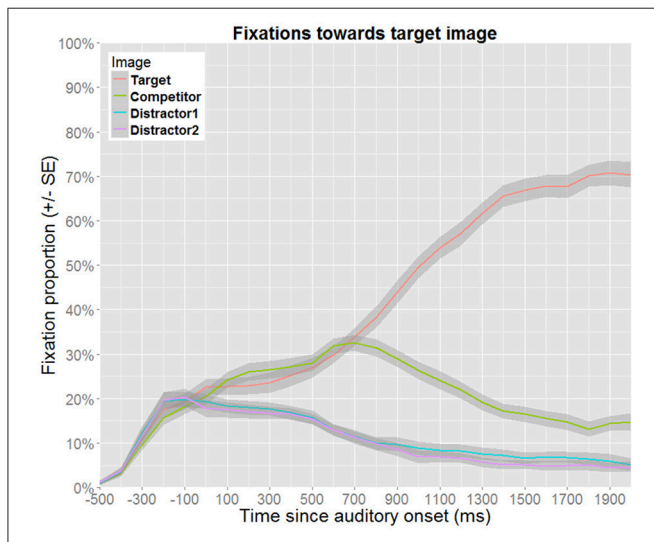 Fixations towards target image
100%
90%
80%
70%
60%
50%
40%
30%
20%
10%
0%
Fixation proportion (+/- SE)
Image
Target
Competitor
Distractor1
Distractor2
-500 -300 -100 100 300 500 700 900 1100 1300 1500 1700 1900
Time since auditory onset (ms)